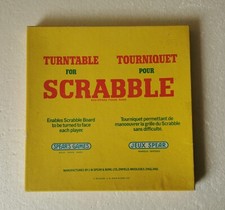 TURNTABLE
FOR
TOURNIQUET
POUR
SCRABBLE
Enables Scrabble Board
to be turned to face
each player.
SPEAR'S GAMES
Tourniquet permettant de
manoeuvrer la grille du Scrabble
sans difficulté.
JEUX SPEAR